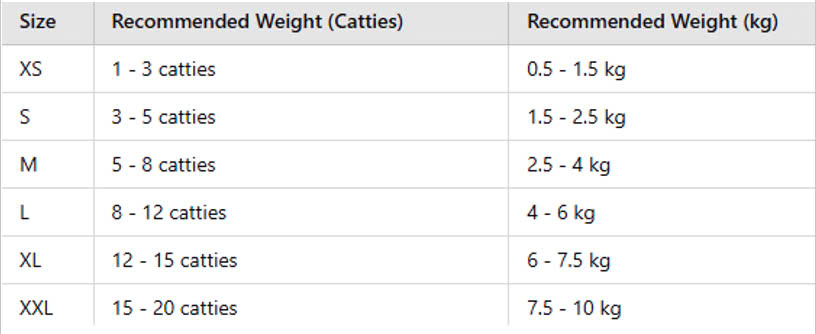 Size Recommended Weight (Catties) Recommended Weight (kg)
XS 1 - 3 catties 0.5 - 1.5 kg
S 3 - 5 catties 1.5 - 2.5 kg
M 5 - 8 catties 2.5 - 4 kg
L 8 - 12 catties 4 - 6 kg
XL 12 - 15 catties 6 - 7.5 kg
XXL 15 - 20 catties 7.5 - 10 kg